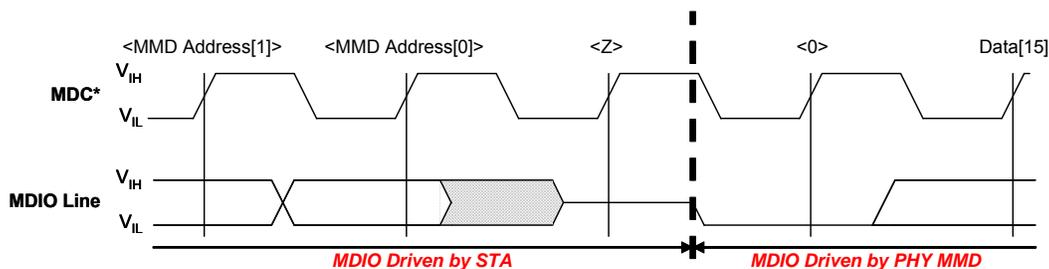 <MMD Address[1]> <MMD Address[0]> <Z> <0> Data[15]
VIH
MDC*
VIL
VIH
MDIO Line
VIL
MDIO Driven by STA MDIO Driven by PHY MMD